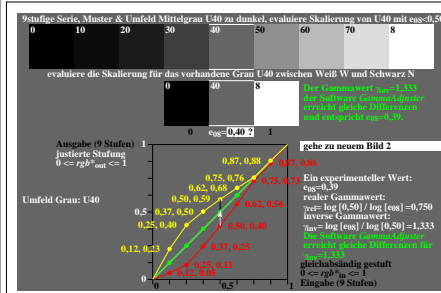 9stufige Serie, Muster & Umfeld Mittelgrau U40 zu dunkel, evaluiere Skalierung von U40 mit e08<0,50
0 10 20 30 40 50 60 70 8
evaluiere die Skalierung für das vorhandene Grau U40 zwischen Weiß W und Schwarz N
0 40 8
0 e08=0,40 ? 1
Der Gammawert γinv=1,333
der Software GammaAdjuster
erreicht gleiche Differenzen
und entspricht e08=0,39.
Ausgabe (9 Stufen)
justierte Stufung
0 <= rgb*out <= 1
Umfeld Grau: U40
1
0,5
0
0,5
1
0,87, 0,88
0,75, 0,76
0,62, 0,68
0,50, 0,59
0,37, 0,50
0,25, 0,40
0,12, 0,23
0,87, 0,86
0,75, 0,73
0,62, 0,56
0,50, 0,40
0,37, 0,25
0,25, 0,11
0,12, 0,05
gehe zu neuem Bild 2
Ein experimenteller Wert:
e08=0,39
realer Gammawert:
γrel= log [0,50] / log [e08] =0,750
inverse Gammawert:
γinv= log [e08] / log [0,50] =1,333
Die Software GammaAdjuster
erreicht gleiche Differenzen für
γinv=1,333
gleichabsändig gestuft
0 <= rgb*in <= 1
Eingabe (9 Stufen)